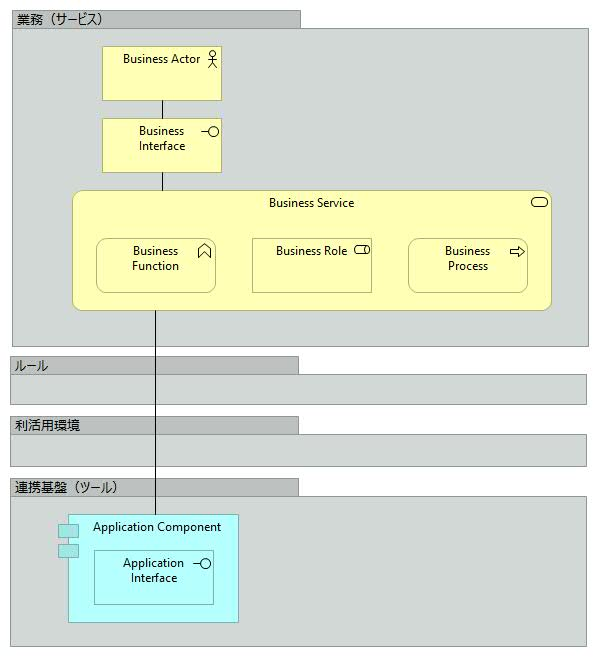 業務（サービス）
Business Actor
Business
Interface
Business Service
Business
Function
Business Role
Business
Process
ルール
利活用環境
連携基盤（ツール）
Application Component
Application
Interface